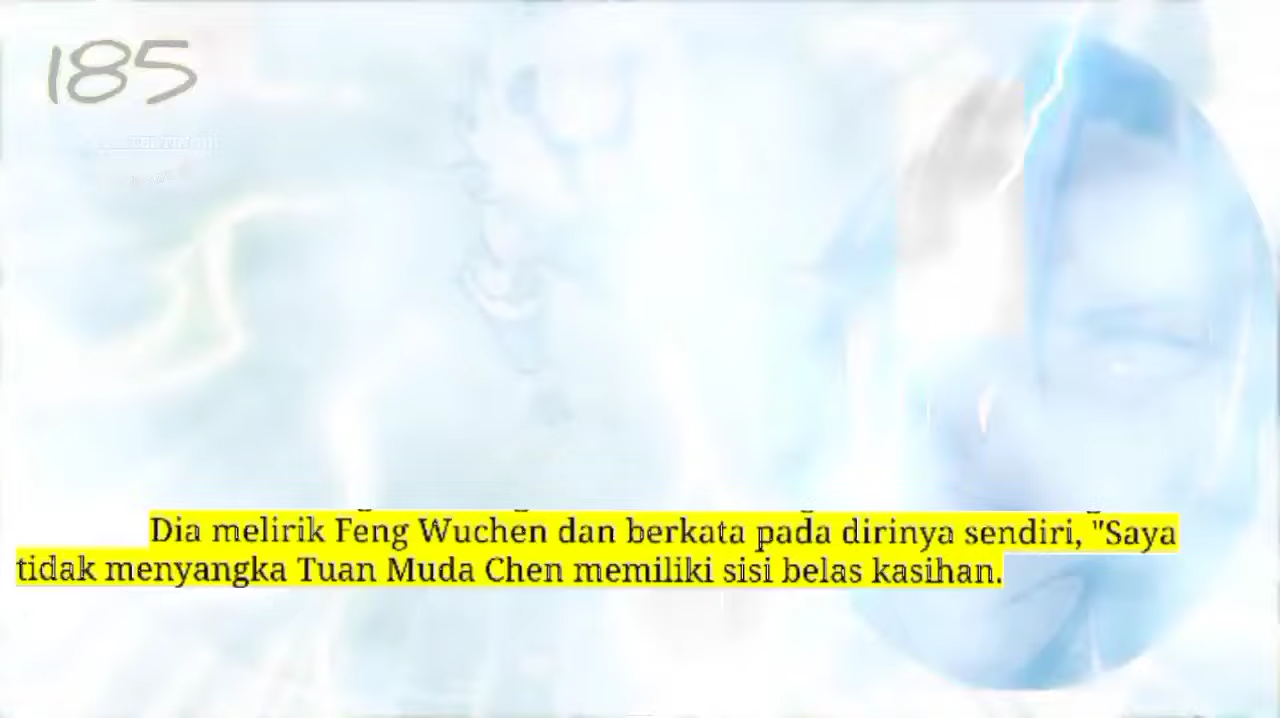 185
Dia melirik Feng Wuchen dan berkata pada dirinya sendiri, "Saya
tidak menyangka Tuan Muda Chen memiliki sisi belas kasihan.